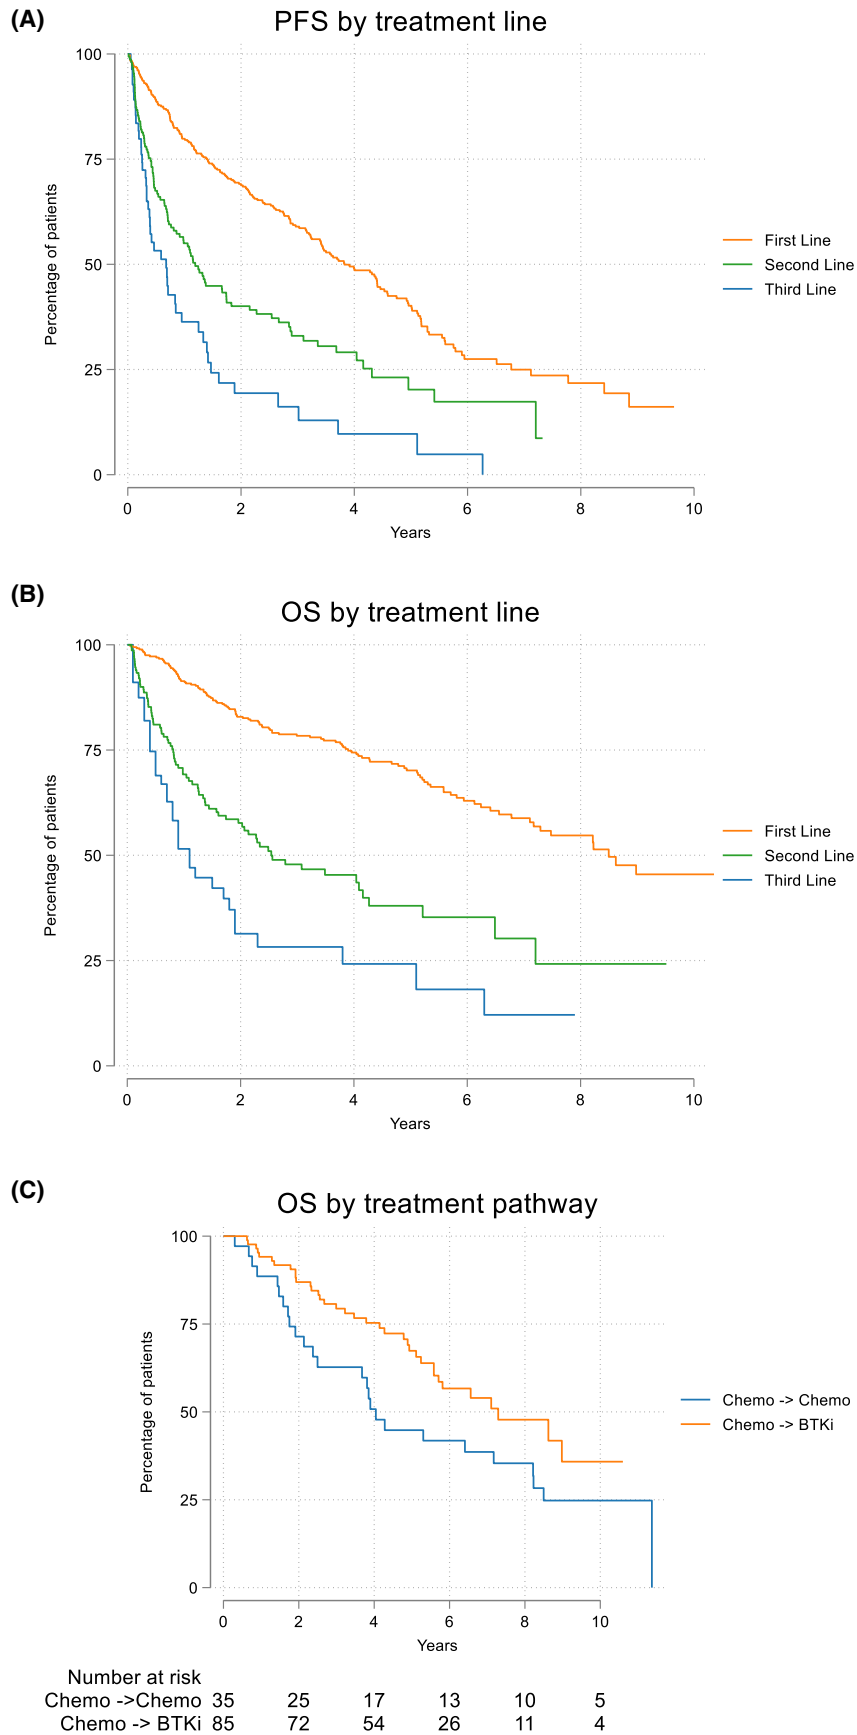 (A)
PFS by treatment line
100
75
50
25
0
Percentage of patients
0 2 4 6 8 10
Years
First Line
Second Line
Third Line
(B)
OS by treatment line
100
75
50
25
0
Percentage of patients
0 2 4 6 8 10
Years
First Line
Second Line
Third Line
(C)
OS by treatment pathway
100
75
50
25
0
Percentage of patients
0 2 4 6 8 10
Years
Chemo -> Chemo
Chemo -> BTKi
Number at risk
Chemo ->Chemo 35 25 17 13 10 5
Chemo -> BTKi 85 72 54 26 11 4